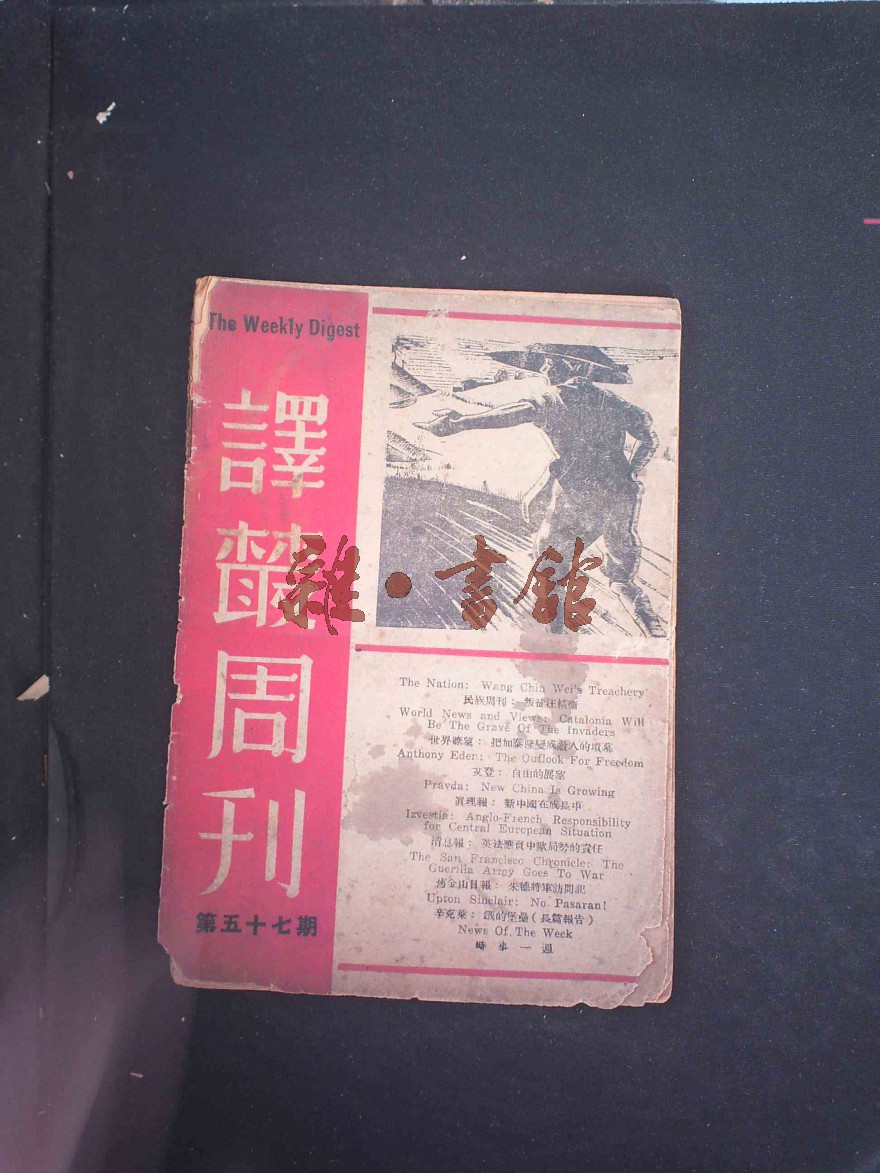 The Weekly Digest
譯叢周刊
第五十七期
The Nation: Wang Chin Wei's Treachery
民族周刊：叛徒汪精衛
World News and Views: Catalonia Will
Be The Grave Of The Invaders
世界瞭望：把加泰隆變成敵人的墳墓
Anthony Eden: The Outlook For Freedom
艾登：自由的展望
Pravda: New China Is Growing
眞理報：新中國在成長中
Izvestia: Anglo-French Responsibility
for Central European Situation
消息報：英法應負中歐局勢的責任
The San Francisco Chronicle: The
Guerilia Army Goes To War
舊金山日報：朱德將軍訪問記
Upton Sinclair: No Pasaran!
辛克萊：鐵的堡壘（長篇報告）
News Of The Week
時事一週
雜·書館